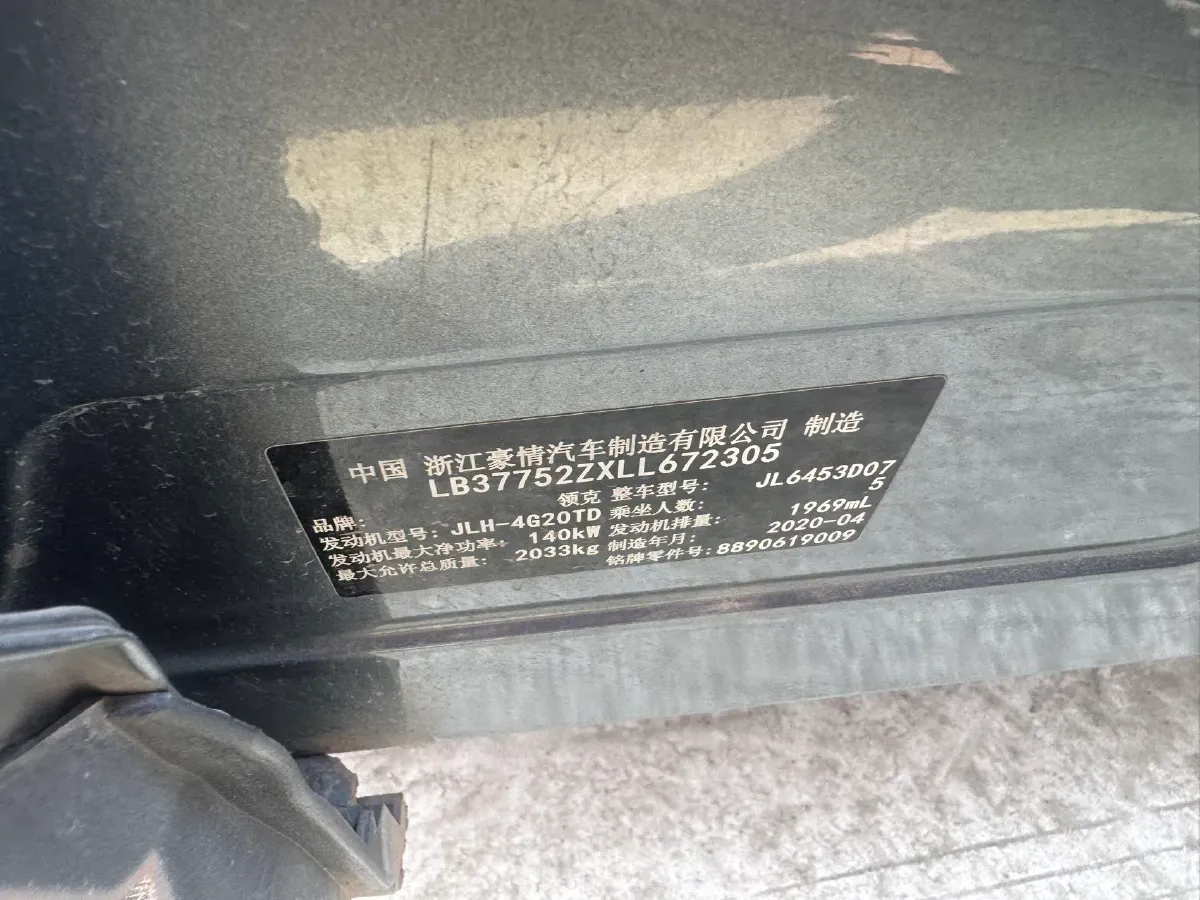 中国 浙江豪情汽车制造有限公司 制造
LB37752ZXLL672305
品牌: 领克 整车型号: JL6453D07
发动机型号: JLH-4G20TD 乘坐人数: 5
发动机最大净功率: 140kW 发动机排量: 1969mL
最大允许总质量: 2033kg 制造年月: 2020-04
铭牌零件号: 8890619009